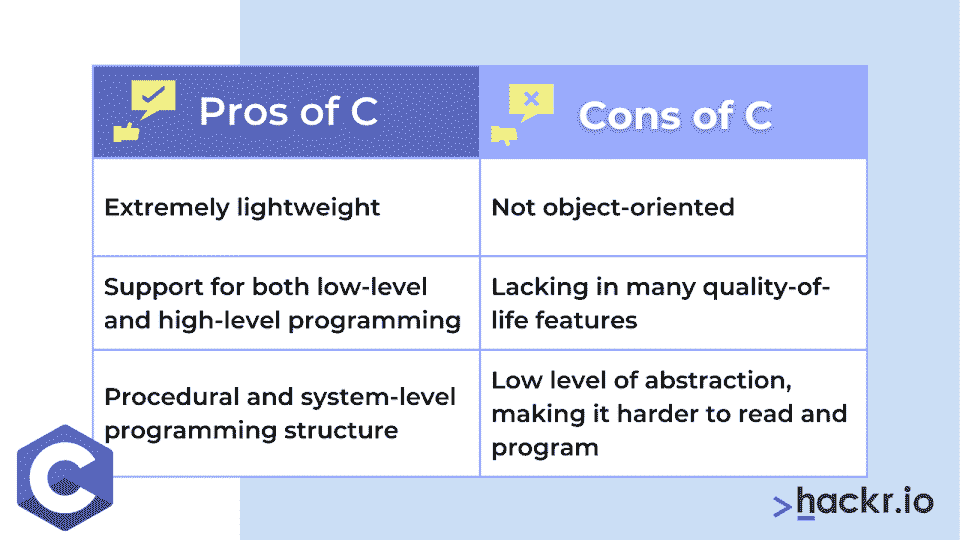 Pros of C
Cons of C
Extremely lightweight
Not object-oriented
Support for both low-level
and high-level programming
Lacking in many quality-of-
life features
Procedural and system-level
programming structure
Low level of abstraction,
making it harder to read and
program
C
>hackr.io